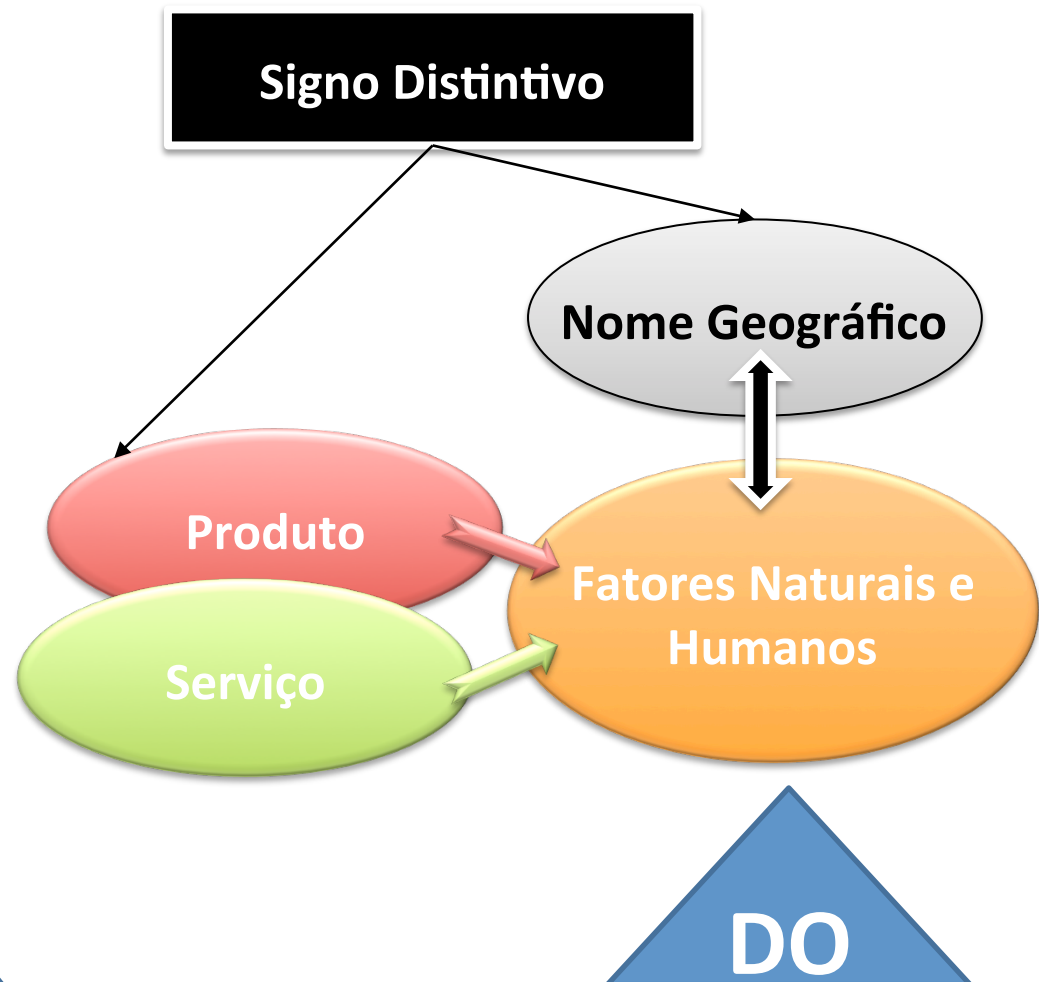 Signo Distintivo
Nome Geográfico
Produto
Fatores Naturais e
Humanos
Serviço
DO